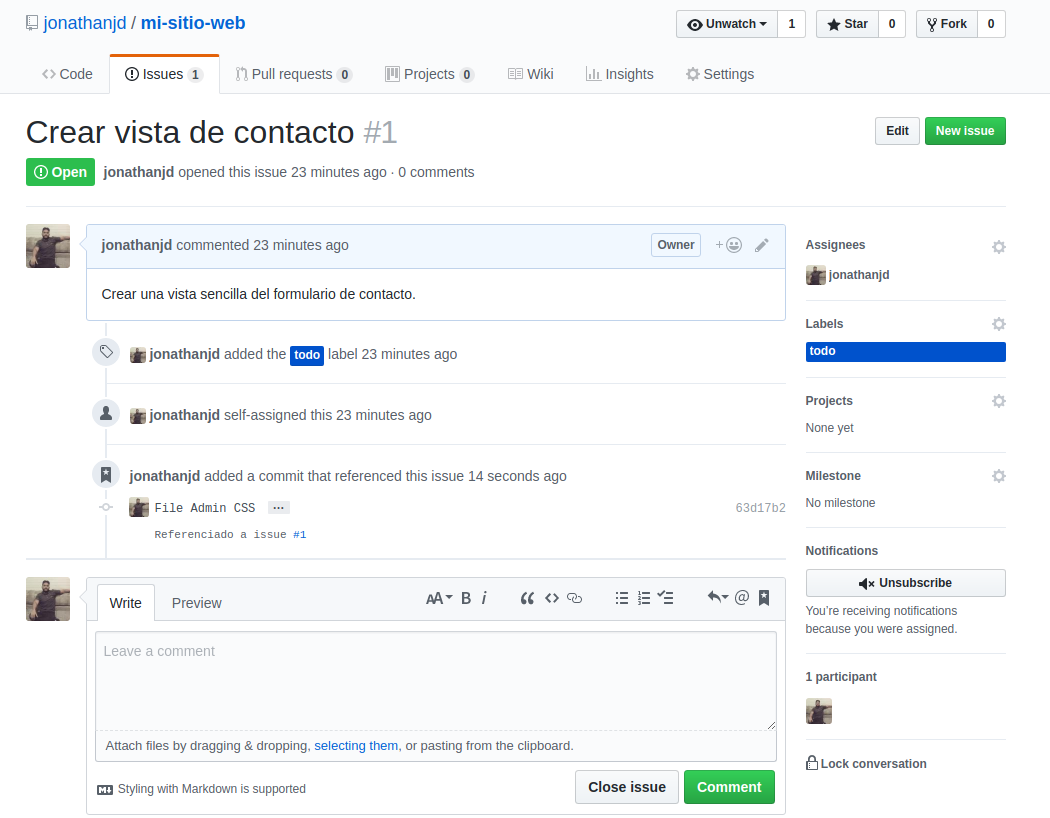 jonathanjd / mi-sitio-web Unwatch 1 Star 0 Fork 0
Code Issues 1 Pull requests 0 Projects 0 Wiki Insights Settings
Crear vista de contacto #1 Edit New issue
Open jonathanjd opened this issue 23 minutes ago · 0 comments
jonathanjd commented 23 minutes ago Owner +
Crear una vista sencilla del formulario de contacto.
jonathanjd added the todo label 23 minutes ago
jonathanjd self-assigned this 23 minutes ago
jonathanjd added a commit that referenced this issue 14 seconds ago
File Admin CSS ... 63d17b2
Referenciado a issue #1
Write Preview AA B i
Leave a comment
Attach files by dragging & dropping, selecting them, or pasting from the clipboard.
Styling with Markdown is supported Close issue Comment
Assignees
jonathanjd
Labels
todo
Projects
None yet
Milestone
No milestone
Notifications
Unsubscribe
You're receiving notifications
because you were assigned.
1 participant
Lock conversation